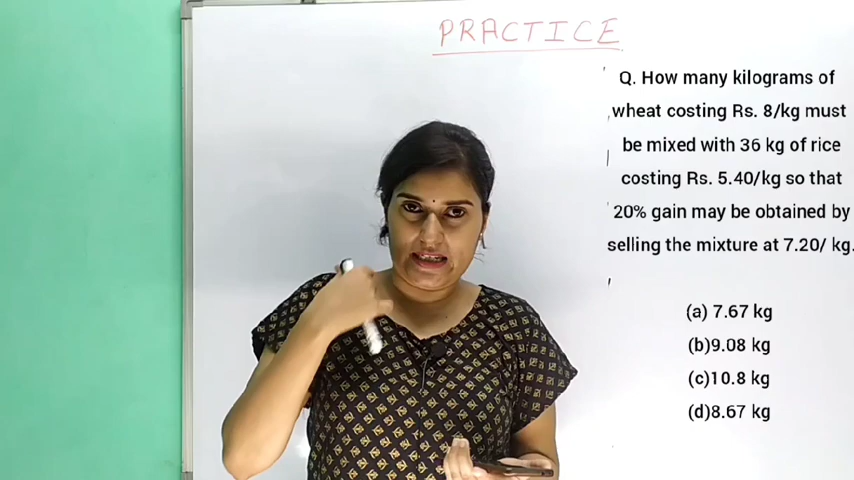 PRACTICE
Q. How many kilograms of
wheat costing Rs. 8/kg must
be mixed with 36 kg of rice
costing Rs. 5.40/kg so that
20% gain may be obtained by
selling the mixture at 7.20/ kg.
(a) 7.67 kg
(b)9.08 kg
(c)10.8 kg
(d)8.67 kg